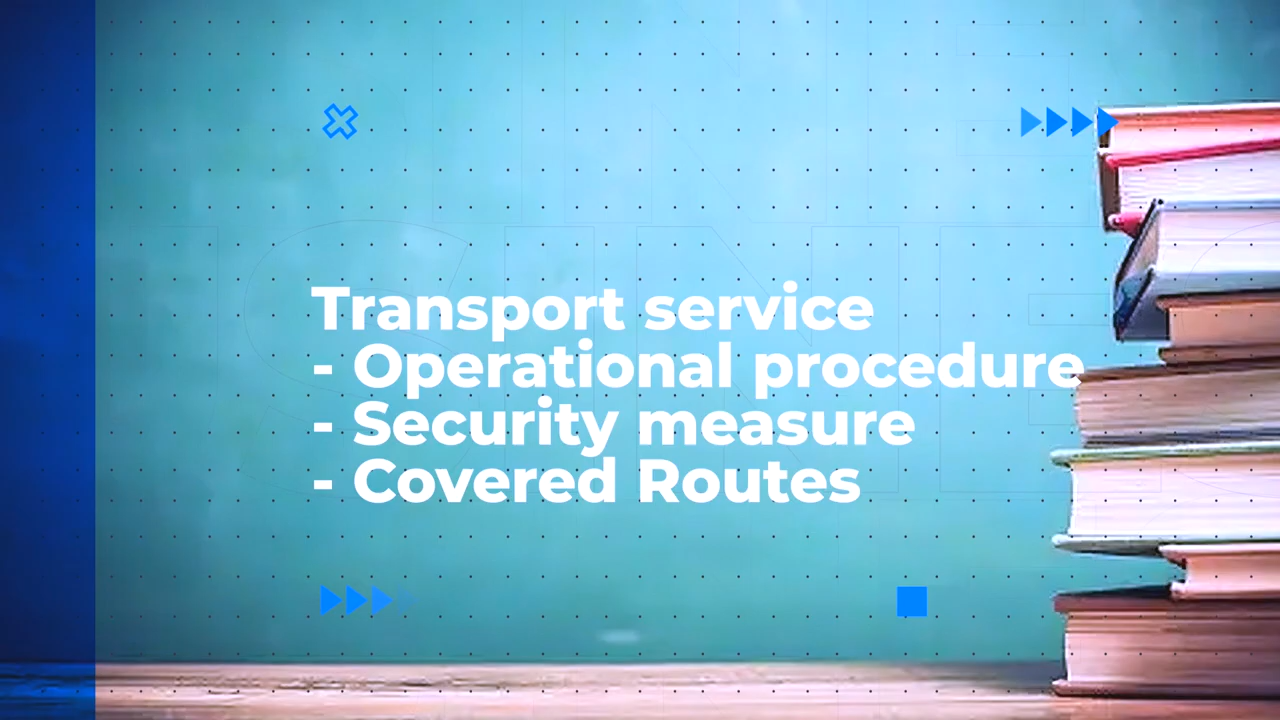 Transport service
- Operational procedure
- Security measure
- Covered Routes